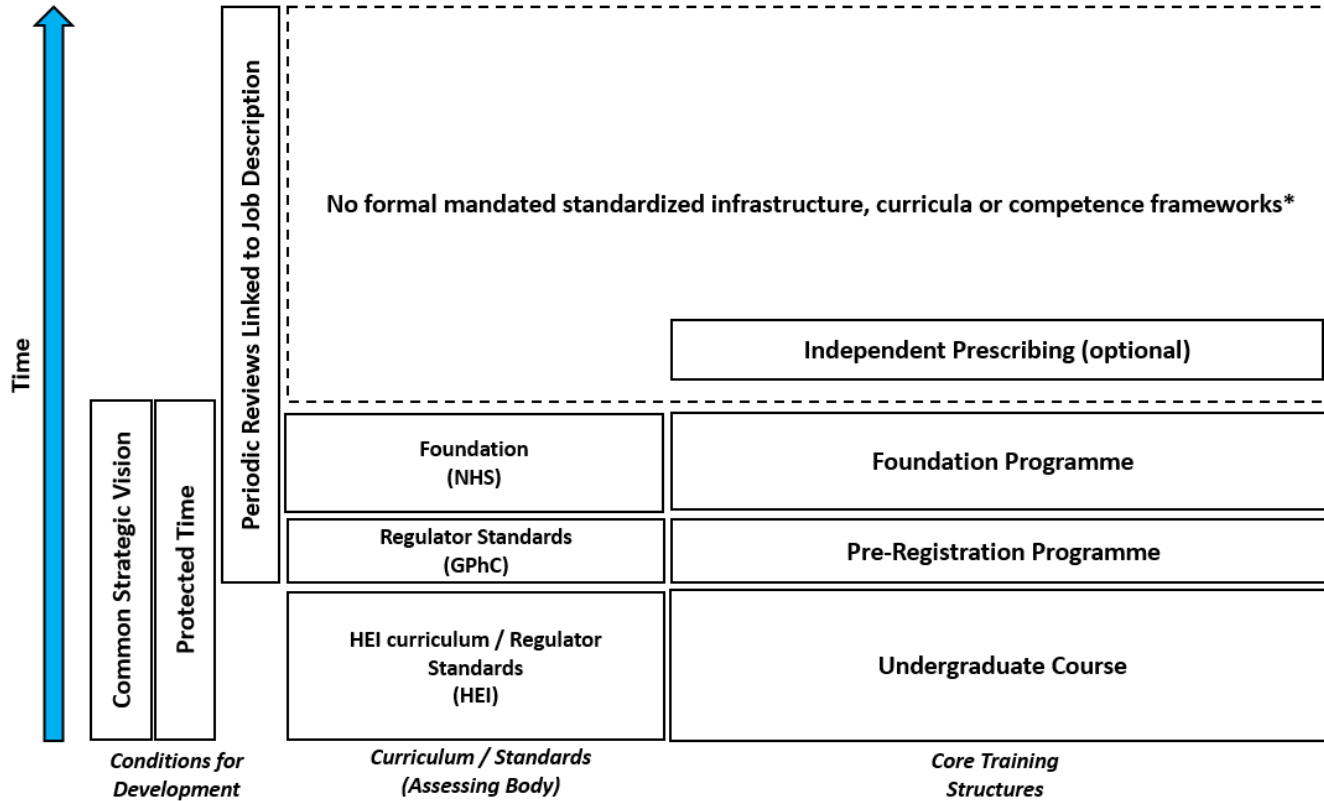 Time
Common Strategic Vision
Protected Time
Periodic Reviews Linked to Job Description
No formal mandated standardized infrastructure, curricula or competence frameworks*
Independent Prescribing (optional)
Foundation
(NHS)
Foundation Programme
Regulator Standards
(GPhC)
Pre-Registration Programme
HEI curriculum / Regulator
Standards
(HEI)
Undergraduate Course
Conditions for
Development
Curriculum / Standards
(Assessing Body)
Core Training
Structures